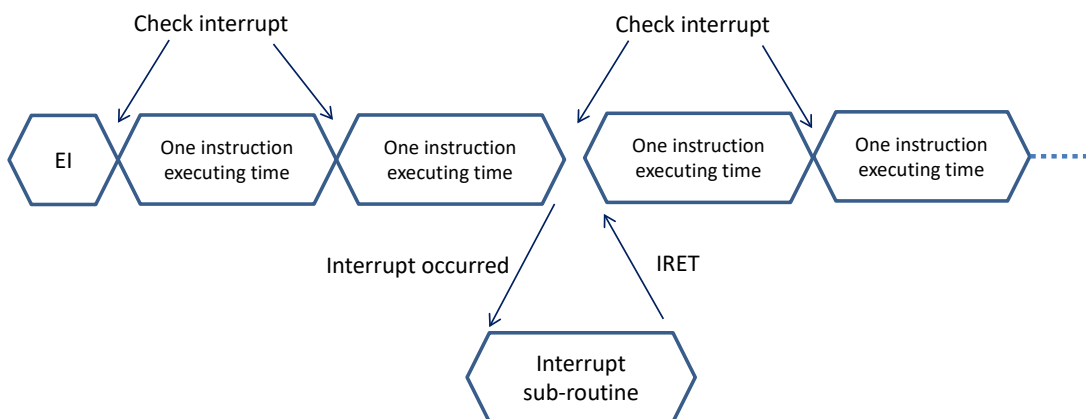 Check interrupt
Check interrupt
EI
One instruction
executing time
One instruction
executing time
One instruction
executing time
One instruction
executing time
Interrupt occurred
IRET
Interrupt
sub-routine